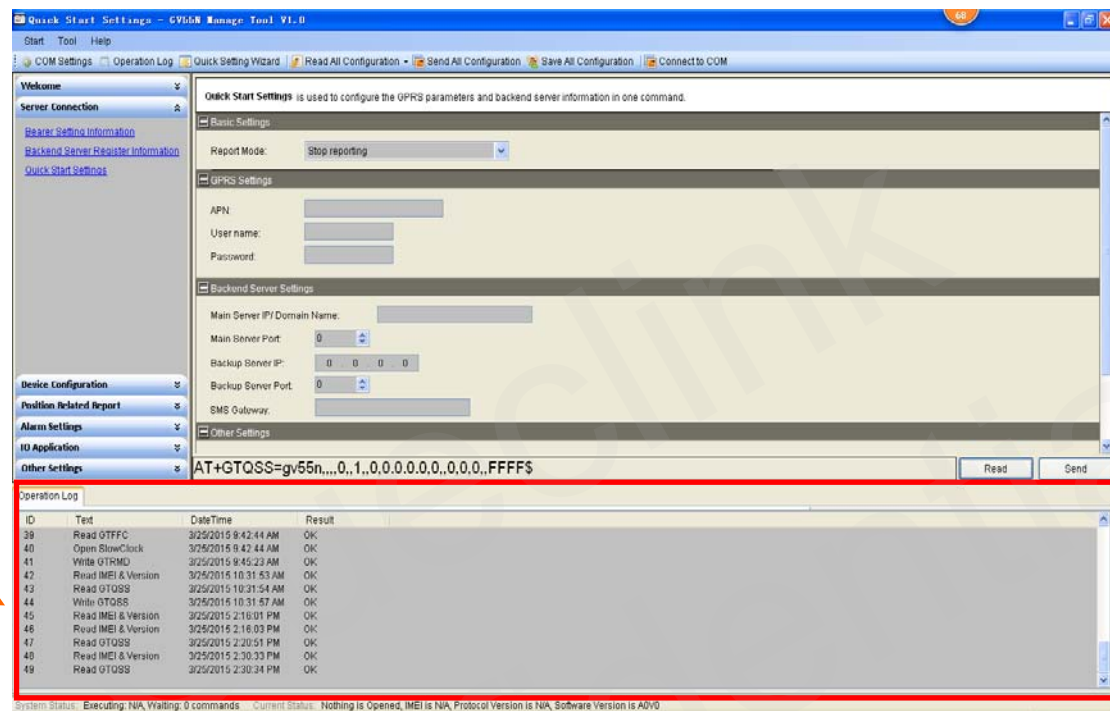 Quick Start Settings - GV55N Manage Tool V1.0
68
Start Tool Help
COM Settings Operation Log Quick Setting Wizard Read All Configuration Send All Configuration Save All Configuration Connect to COM
Welcome
Server Connection
Bearer Setting Information
Backend Server Register Information
Quick Start Settings
Device Configuration
Position Related Report
Alarm Settings
IO Application
Other Settings
Quick Start Settings is used to configure the GPRS parameters and backend server information in one command.
Basic Settings
Report Mode: Stop reporting
GPRS Settings
APN:
User name:
Password:
Backend Server Settings
Main Server IP/ Domain Name:
Main Server Port: 0
Backup Server IP: 0 . 0 . 0 . 0
Backup Server Port: 0
SMS Gateway:
Other Settings
AT+GTQSS=gv55n,,,,0,,1,,0,0.0.0.0,0,,0,0,0,,FFFF$
Read Send
Operation Log
ID Text DateTime Result
39 Read GTFFC 3/25/2015 9:42:44 AM OK
40 Open SlowClock 3/25/2015 9:42:44 AM OK
41 Write GTRMD 3/25/2015 9:45:23 AM OK
42 Read IMEI & Version 3/25/2015 10:31:53 AM OK
43 Read GTQSS 3/25/2015 10:31:54 AM OK
44 Write GTQSS 3/25/2015 10:31:57 AM OK
45 Read IMEI & Version 3/25/2015 2:16:01 PM OK
46 Read IMEI & Version 3/25/2015 2:16:03 PM OK
47 Read GTQSS 3/25/2015 2:20:51 PM OK
48 Read IMEI & Version 3/25/2015 2:30:33 PM OK
49 Read GTQSS 3/25/2015 2:30:34 PM OK
System Status: Executing: N/A, Waiting: 0 commands Current Status: Nothing is Opened, IMEI is N/A, Protocol Version is N/A, Software Version is A0V0